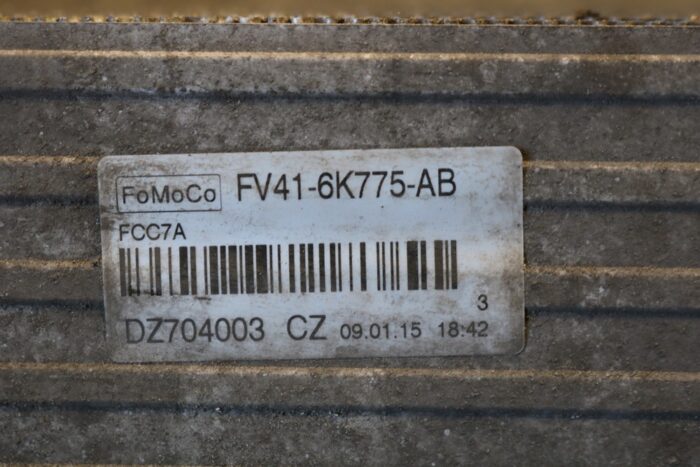 FoMoCo FV41-6K775-AB
FCC7A
3
DZ704003 CZ 09.01.15 18:42